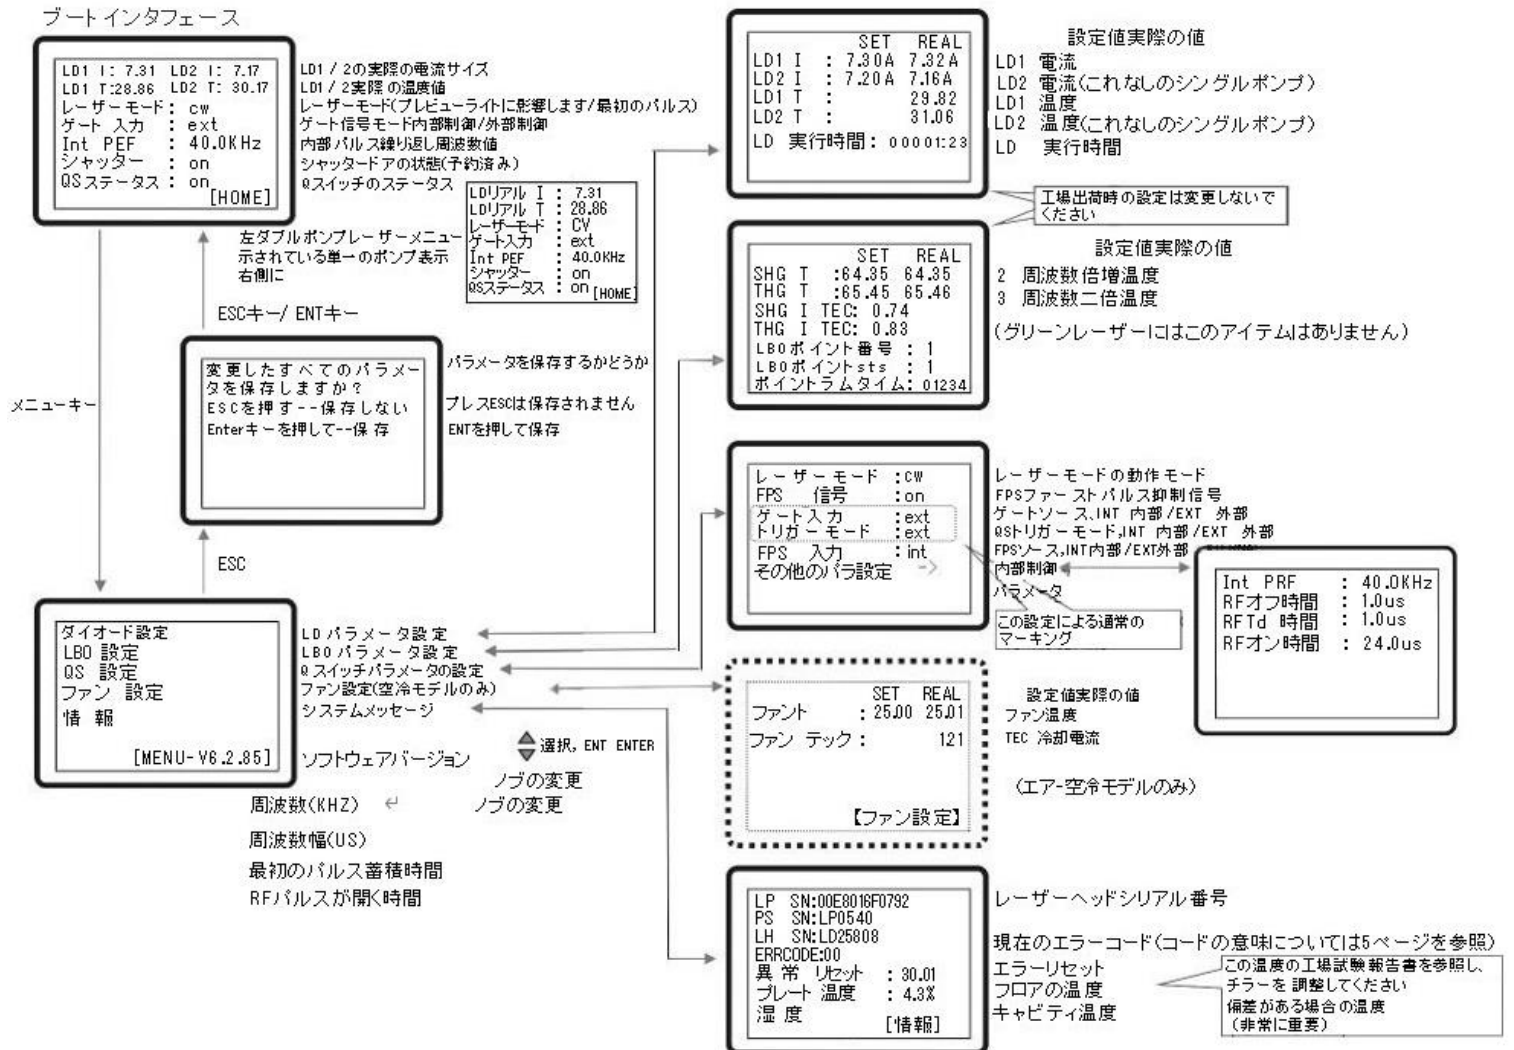 ブートインタフェース
LD1 I: 7.31 LD2 I: 7.17
LD1 T:28.86 LD2 T: 30.17
レーザーモード: cw
ゲート 入力 : ext
Int PEF : 40.0KHz
シャッター : on
QSステータス : on
[HOME]
LD1 / 2の実際の電流サイズ
LD1 / 2実際の温度値
レーザーモード(プレビューライトに影響します/最初のパルス)
ゲート信号モード内部制御/外部制御
内部パルス繰り返し周波数値
シャッタードアの状態(予約済み)
Qスイッチのステータス
LDリアル I : 7.31
LDリアル T : 28.86
レーザーモード : CV
ゲート入力 : ext
Int PEF : 40.0KHz
シャッター : on
QSステータス : on
[HOME]
左ダブルポンプレーザーメニュー
示されている単一のポンプ表示
右側に
ESCキー/ ENTキー
変更したすべてのパラメー
タを保存しますか?
ESCを押す--保存しない
Enterキーを押して--保存
パラメータを保存するかどうか
プレスESCは保存されません
ENTを押して保存
メニューキー
ESC
ダイオード設定
LBO 設定
QS 設定
ファン 設定
情 報
[MENU-V6.2.85]
LDパラメータ設定
LBOパラメータ設定
Qスイッチパラメータの設定
ファン設定(空冷モデルのみ)
システムメッセージ
ソフトウェアバージョン
選択, ENT ENTER
ノブの変更
周波数(KHZ) ↵ ノブの変更
周波数幅(US)
最初のパルス蓄積時間
RFパルスが開く時間
SET REAL
LD1 I : 7.30A 7.32A
LD2 I : 7.20A 7.16A
LD1 T : 29.82
LD2 T : 31.06
LD 実行時間: 00001:23
設定値実際の値
LD1 電流
LD2 電流(これなしのシングルポンプ)
LD1 温度
LD2 温度(これなしのシングルポンプ)
LD 実行時間
工場出荷時の設定は変更しないで
ください
SET REAL
SHG T :64.35 64.35
THG T :65.45 65.46
SHG I TEC: 0.74
THG I TEC: 0.83
LBOポイント番号 : 1
LBOポイントsts : 1
ポイントラムタイム: 01234
設定値実際の値
2 周波数倍増温度
3 周波数二倍温度
(グリーンレーザーにはこのアイテムはありません)
レーザーモード :cw
FPS 信号 :on
ゲート入力 :ext
トリガーモード :ext
FPS 入力 :int
その他のパラ設定 ->
レーザーモードの動作モード
FPSファーストパルス抑制信号
ゲートソース、INT 内部/EXT 外部
QSトリガーモード,INT 内部/EXT 外部
FPSソース,INT内部/EXT外部
内部制御
パラメータ
この設定による通常の
マーキング
Int PRF : 40.0KHz
RFオフ時間 : 1.0us
RFTd 時間 : 1.0us
RFオン時間 : 24.0us
SET REAL
ファント : 25.00 25.01
ファン テック : 121
【ファン設定】
設定値実際の値
ファン温度
TEC 冷却電流
(エア-空冷モデルのみ)
LP SN:00E8016F0792
PS SN:LP0540
LH SN:LD25808
ERRCODE:00
異常 リセット : 30.01
プレート 温度 : 4.3%
湿 度
[情報]
レーザーヘッドシリアル番号
現在のエラーコード(コードの意味については5ページを参照)
エラーリセット
フロアの温度
キャビティ温度
この温度の工場試験報告書を参照し、
チラーを調整してください
偏差がある場合の温度
(非常に重要)